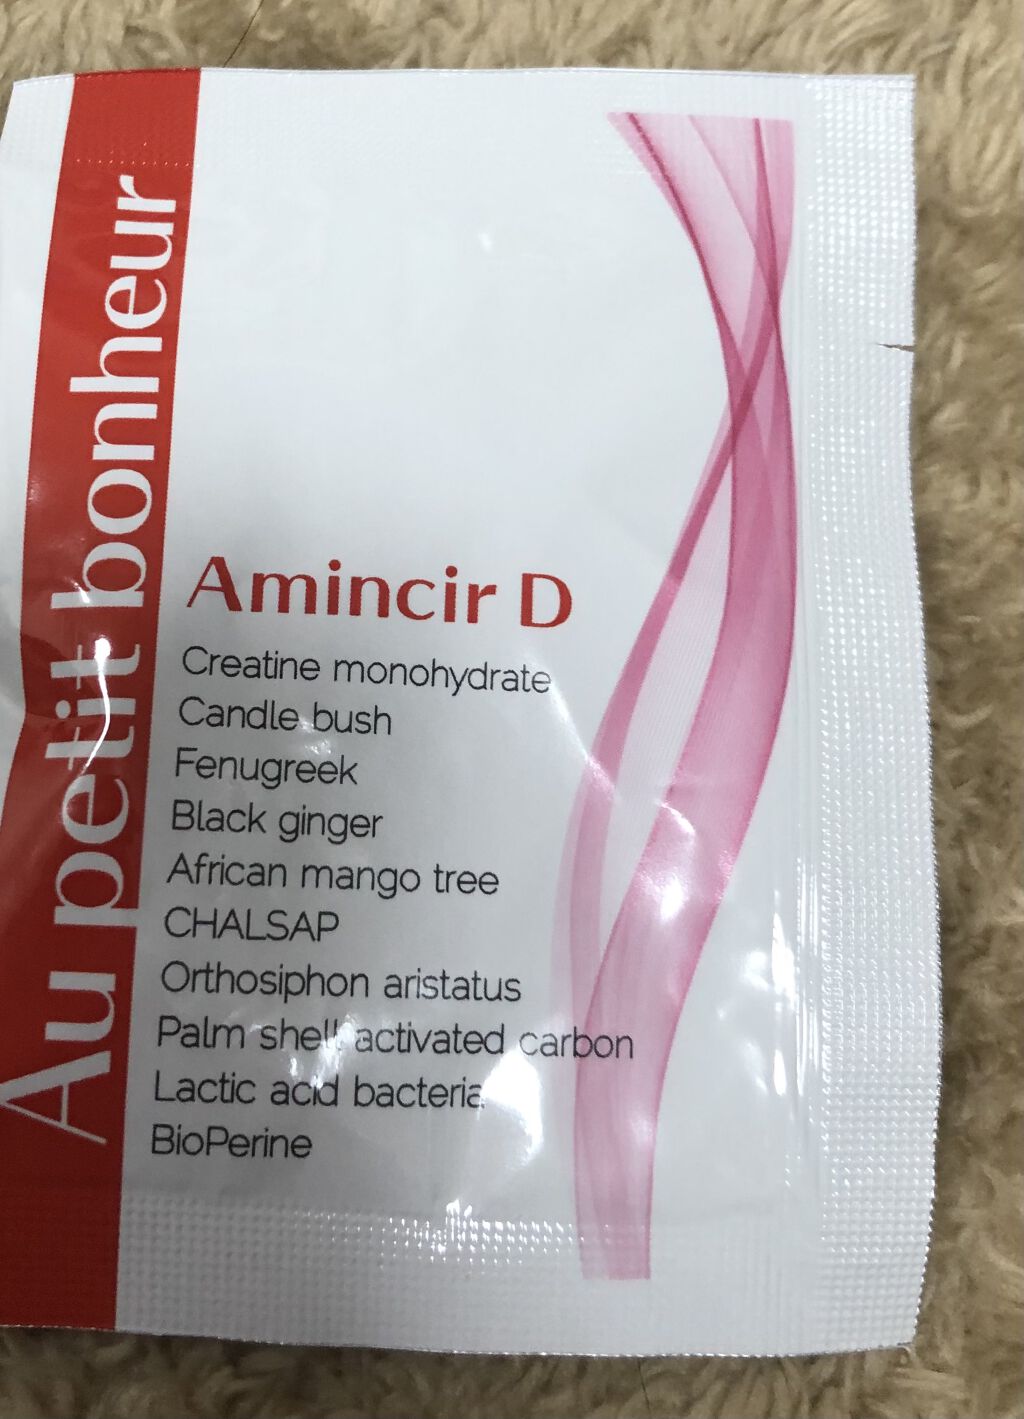 Au petit bonheur
Amincir D
Creatine monohydrate
Candle bush
Fenugreek
Black ginger
African mango tree
CHALSAP
Orthosiphon aristatus
Palm shell activated carbon
Lactic acid bacteria
BioPerine